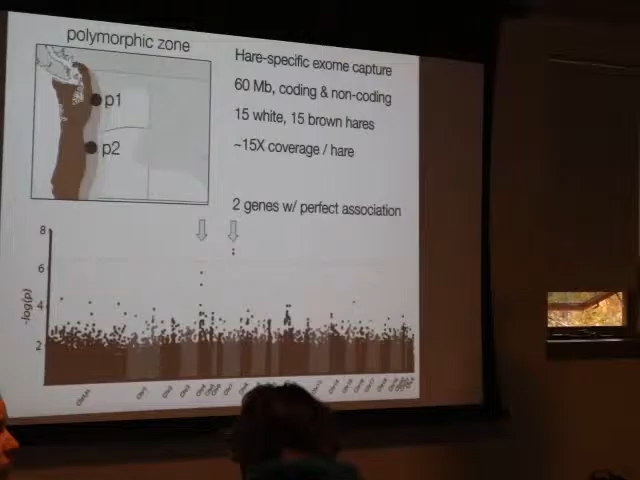 polymorphic zone
p1
p2
Hare-specific exome capture
60 Mb, coding & non-coding
15 white, 15 brown hares
~15X coverage / hare
2 genes w/ perfect association
8
6
4
2
-log(p)